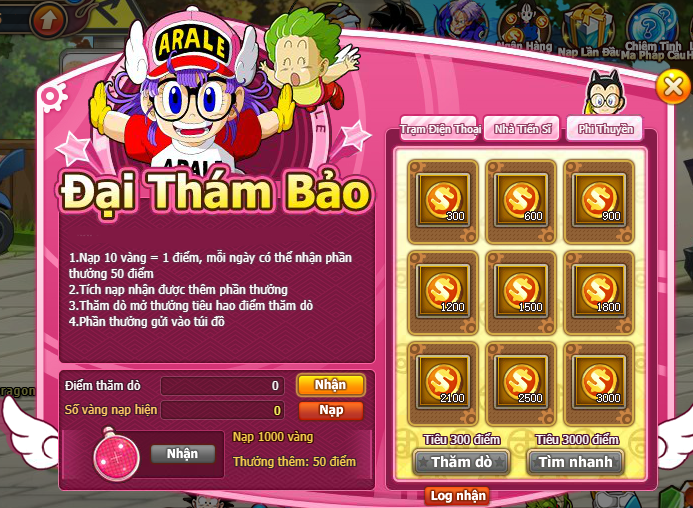 Ngân Hàng
Nạp Lần Đầu
Chiêm Tinh
Ma Pháp Cầu
ARALE
ARALE
Đại Thám Bảo
Trạm Điện Thoại
Nhà Tiến Sĩ
Phi Thuyền
300
600
900
1200
1500
1800
2100
2500
3000
1.Nạp 10 vàng = 1 điểm, mỗi ngày có thể nhận phần
thưởng 50 điểm
2.Tích nạp nhận được thêm phần thưởng
3.Thăm dò mở thưởng tiêu hao điểm thăm dò
4.Phần thưởng gửi vào túi đồ
Điểm thăm dò 0 Nhận
Số vàng nạp hiện 0 Nạp
Nhận
Nạp 1000 vàng
Thưởng thêm: 50 điểm
Tiêu 300 điểm
Tiêu 3000 điểm
Thăm dò
Tìm nhanh
Log nhận